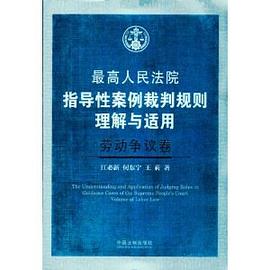 最高人民法院
指导性案例裁判规则
理解与适用
劳动争议卷
江必新 何东宁 王莉 著
The Understanding and Application of Judging Rules in
Guidance Cases of the Supreme People's Court
Volume of Labor Law
中国法制出版社